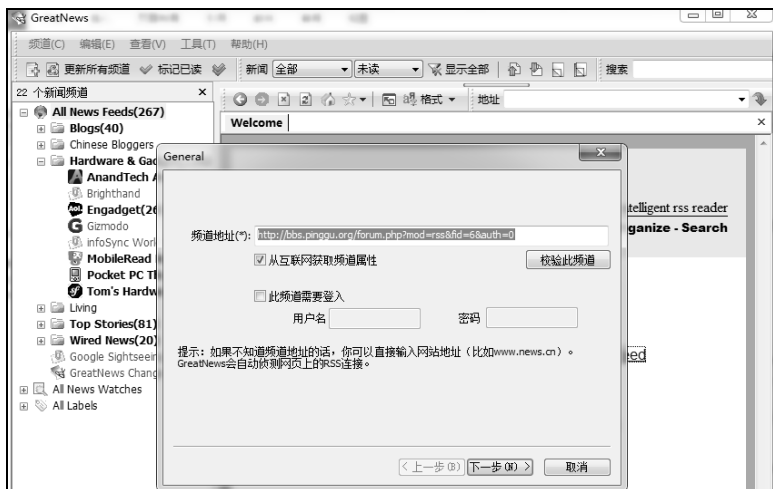 GreatNews
频道(C) 编辑(E) 查看(V) 工具(T) 帮助(H)
更新所有频道 标记已读 新闻 全部 未读 显示全部 搜索
22 个新闻频道 x 格式 地址
All News Feeds(267) Welcome x
Blogs(40)
Chinese Bloggers
Hardware & Gad General
AnandTech A
Brighthand telligent rss reader
Engadget(26
Gizmodo 频道地址(*): http://bbs.pinggu.org/forum.php?mod=rss&fid=6&auth=0 ganize - Search
infoSync Worl
MobileRead 从互联网获取频道属性 校验此频道
Pocket PC Th
Tom's Hardw 此频道需要登入
Living 用户名 密码
Top Stories(81)
Wired News(20)
Google Sightseein 提示：如果不知道频道地址的话，你可以直接输入网站地址（比如www.news.cn）。 eed
GreatNews Chang GreatNews会自动侦测网页上的RSS连接。
All News Watches
All Labels
<上一步(B) 下一步(N) > 取消